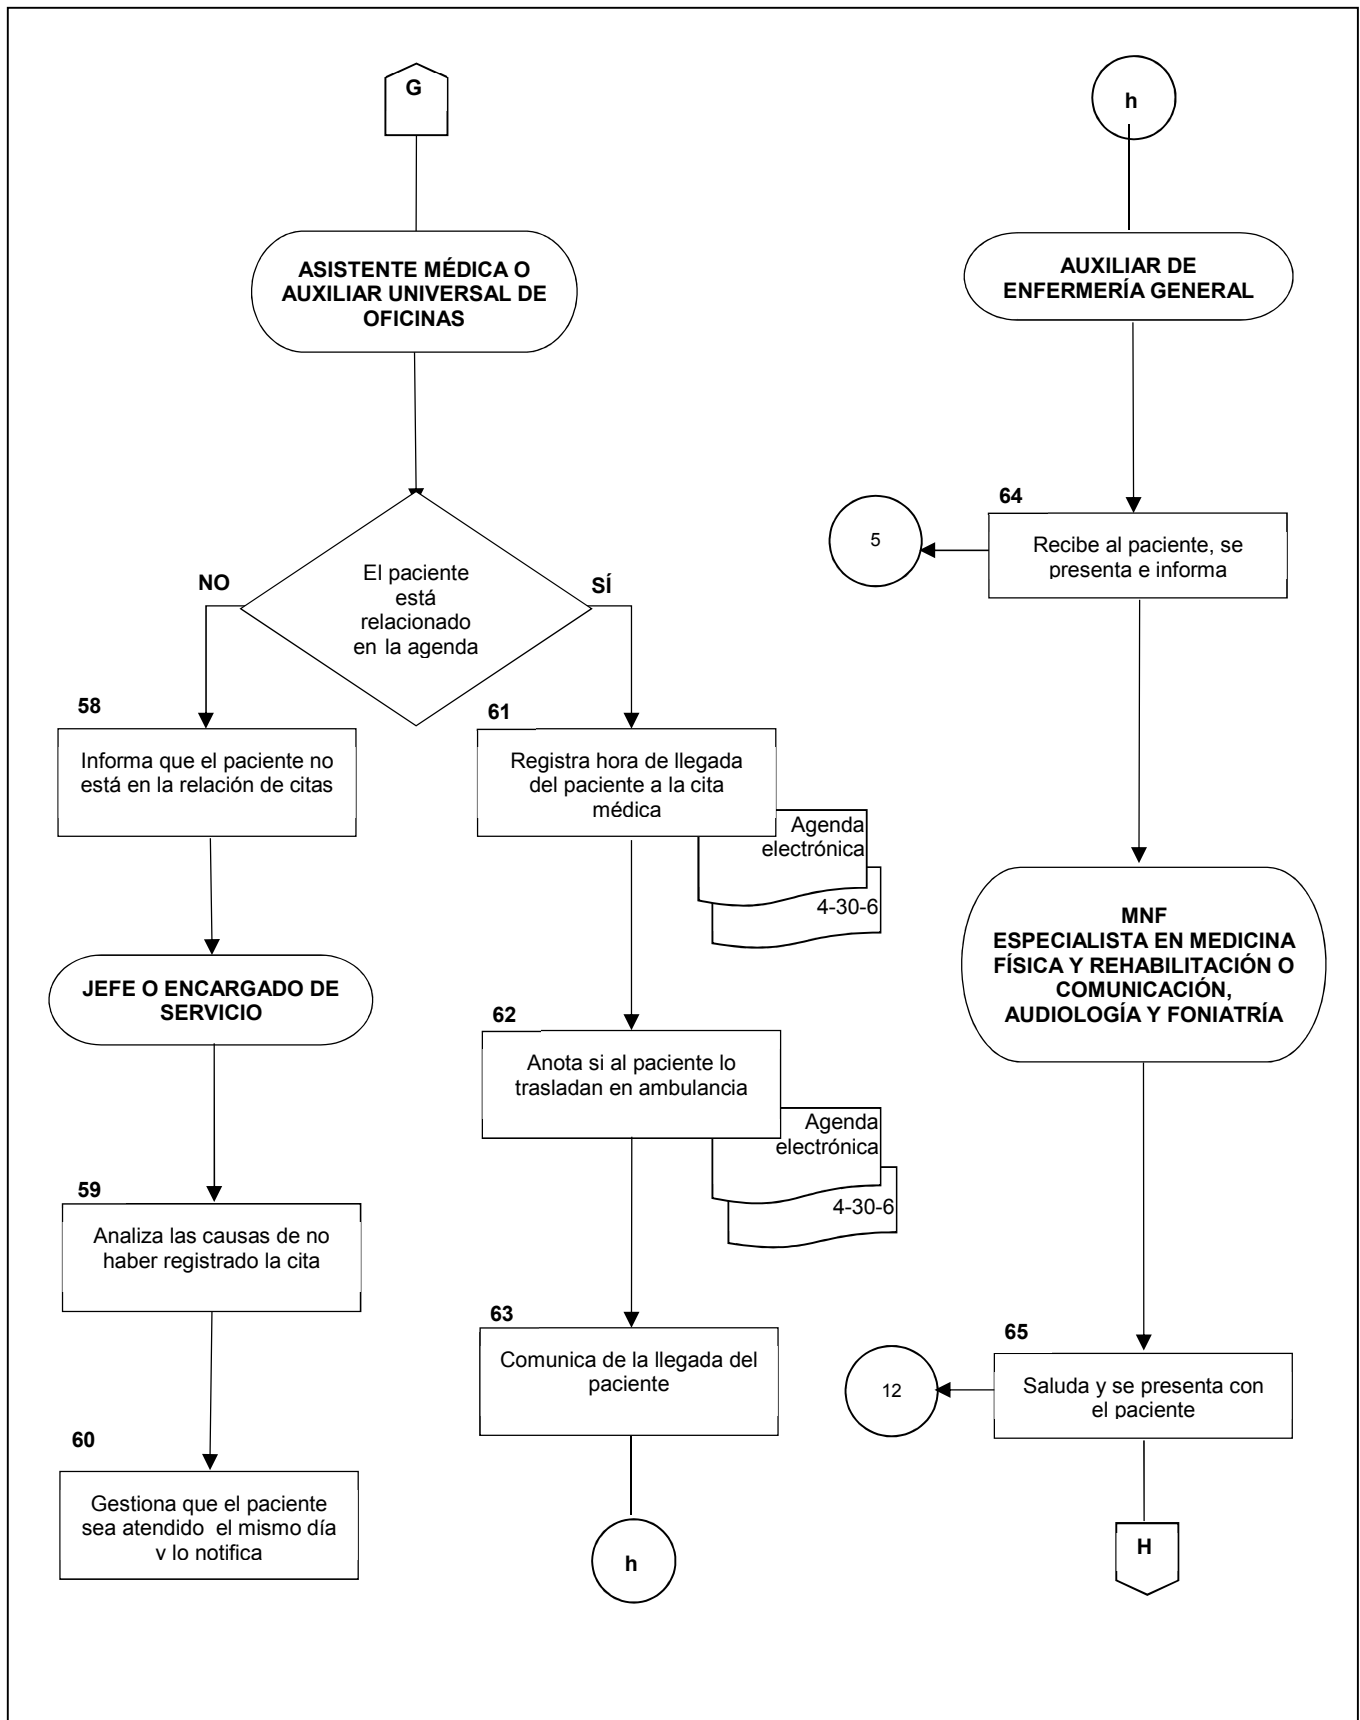 G
ASISTENTE MÉDICA O
AUXILIAR UNIVERSAL DE
OFICINAS
El paciente
está
relacionado
en la agenda
NO
SÍ
58
Informa que el paciente no
está en la relación de citas
JEFE O ENCARGADO DE
SERVICIO
59
Analiza las causas de no
haber registrado la cita
60
Gestiona que el paciente
sea atendido el mismo día
y lo notifica
61
Registra hora de llegada
del paciente a la cita
médica
Agenda
electrónica
4-30-6
62
Anota si al paciente lo
trasladan en ambulancia
Agenda
electrónica
4-30-6
63
Comunica de la llegada del
paciente
h
h
AUXILIAR DE
ENFERMERÍA GENERAL
64
Recibe al paciente, se
presenta e informa
5
MNF
ESPECIALISTA EN MEDICINA
FÍSICA Y REHABILITACIÓN O
COMUNICACIÓN,
AUDIOLOGÍA Y FONIATRÍA
65
Saluda y se presenta con
el paciente
12
H